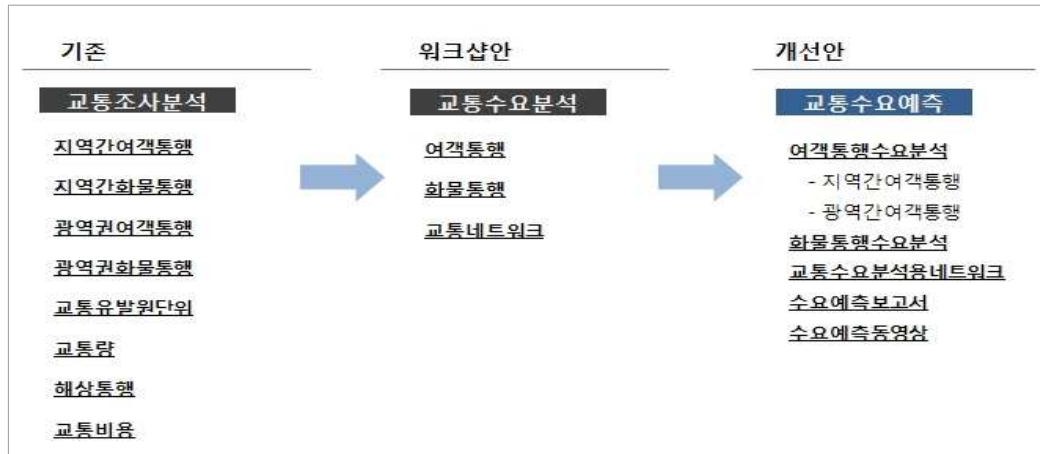 기존
교통조사분석
지역간여객통행
지역간화물통행
광역권여객통행
광역권화물통행
교통유발원단위
교통량
해상통행
교통비용
워크샵안
교통수요분석
여객통행
화물통행
교통네트워크
개선안
교통수요예측
여객통행수요분석
- 지역간여객통행
- 광역간여객통행
화물통행수요분석
교통수요분석용네트워크
수요예측보고서
수요예측동영상